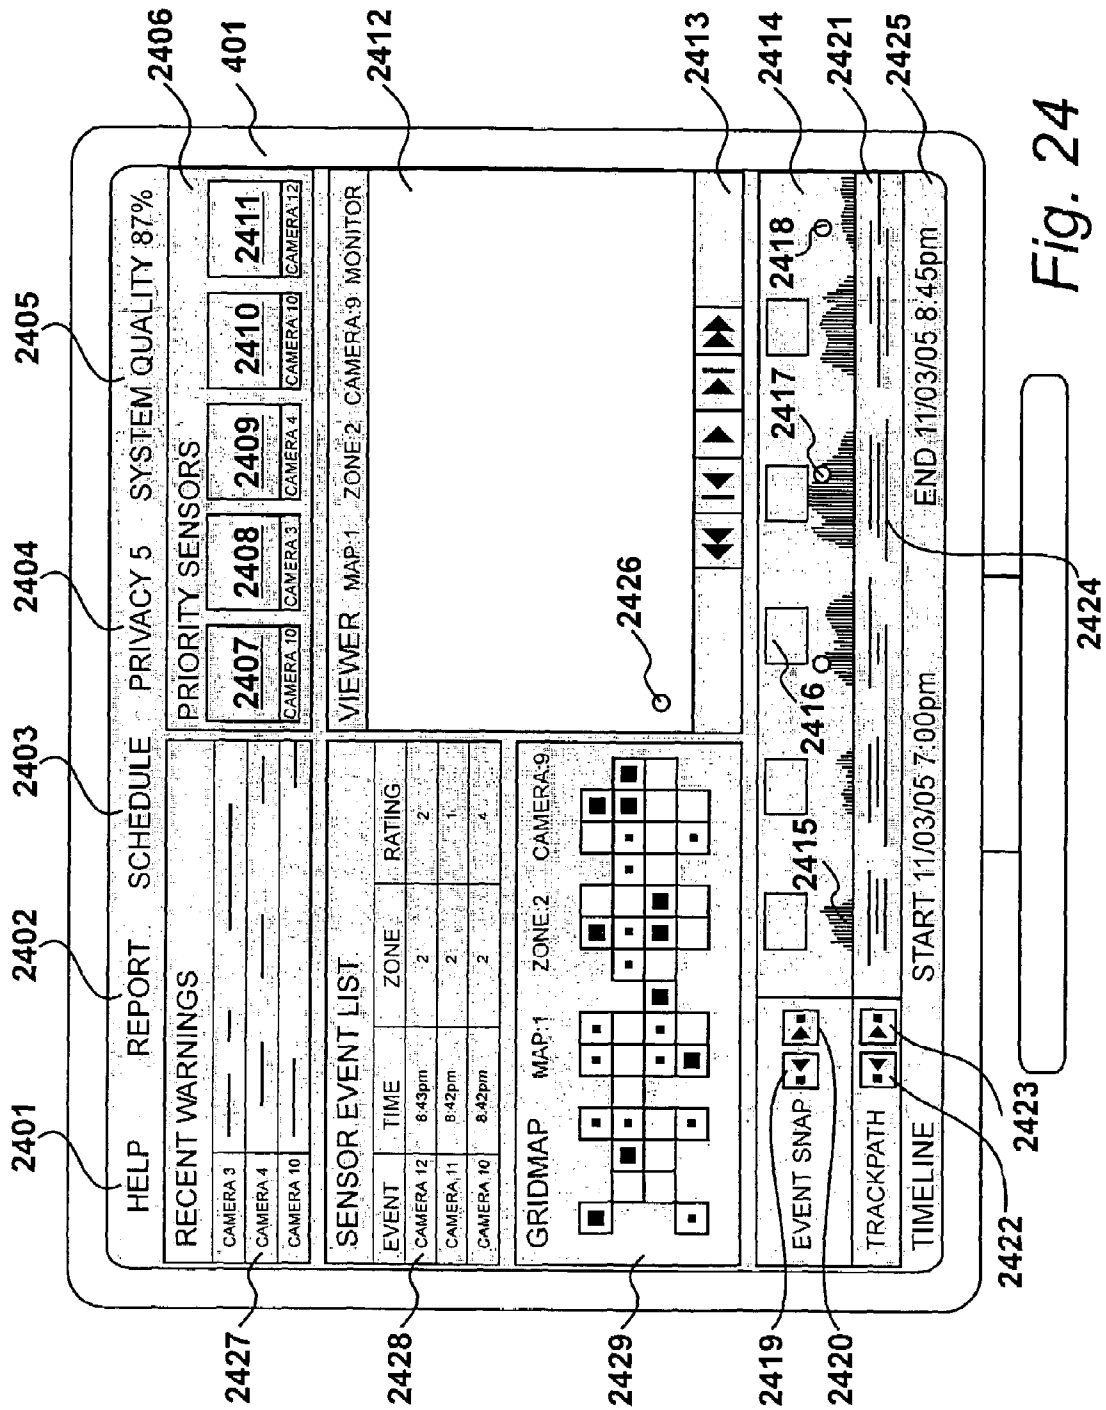 2401 2402 2403 2404 2405
HELP REPORT SCHEDULE PRIVACY 5 SYSTEM QUALITY 87%
2406
401
2412
2413
2414
2421
2425
RECENT WARNINGS
CAMERA 3
CAMERA 4
CAMERA 10
PRIORITY SENSORS
2407 2408 2409 2410 2411
CAMERA 10 CAMERA 3 CAMERA 4 CAMERA 10 CAMERA 12
SENSOR EVENT LIST
EVENT TIME ZONE RATING
CAMERA 12 8:43pm 2 2
CAMERA 11 8:42pm 2 1
CAMERA 10 8:42pm 2 4
VIEWER MAP:1 ZONE:2 CAMERA:9 MONITOR
2426
GRIDMAP MAP:1 ZONE:2 CAMERA:9
EVENT SNAP
2415 2416 2417 2418
TRACKPATH
TIMELINE START 11/03/05 7:00pm END 11/03/05 8:45pm
2427
2428
2429
2419
2420
2422
2423
2424
Fig. 24